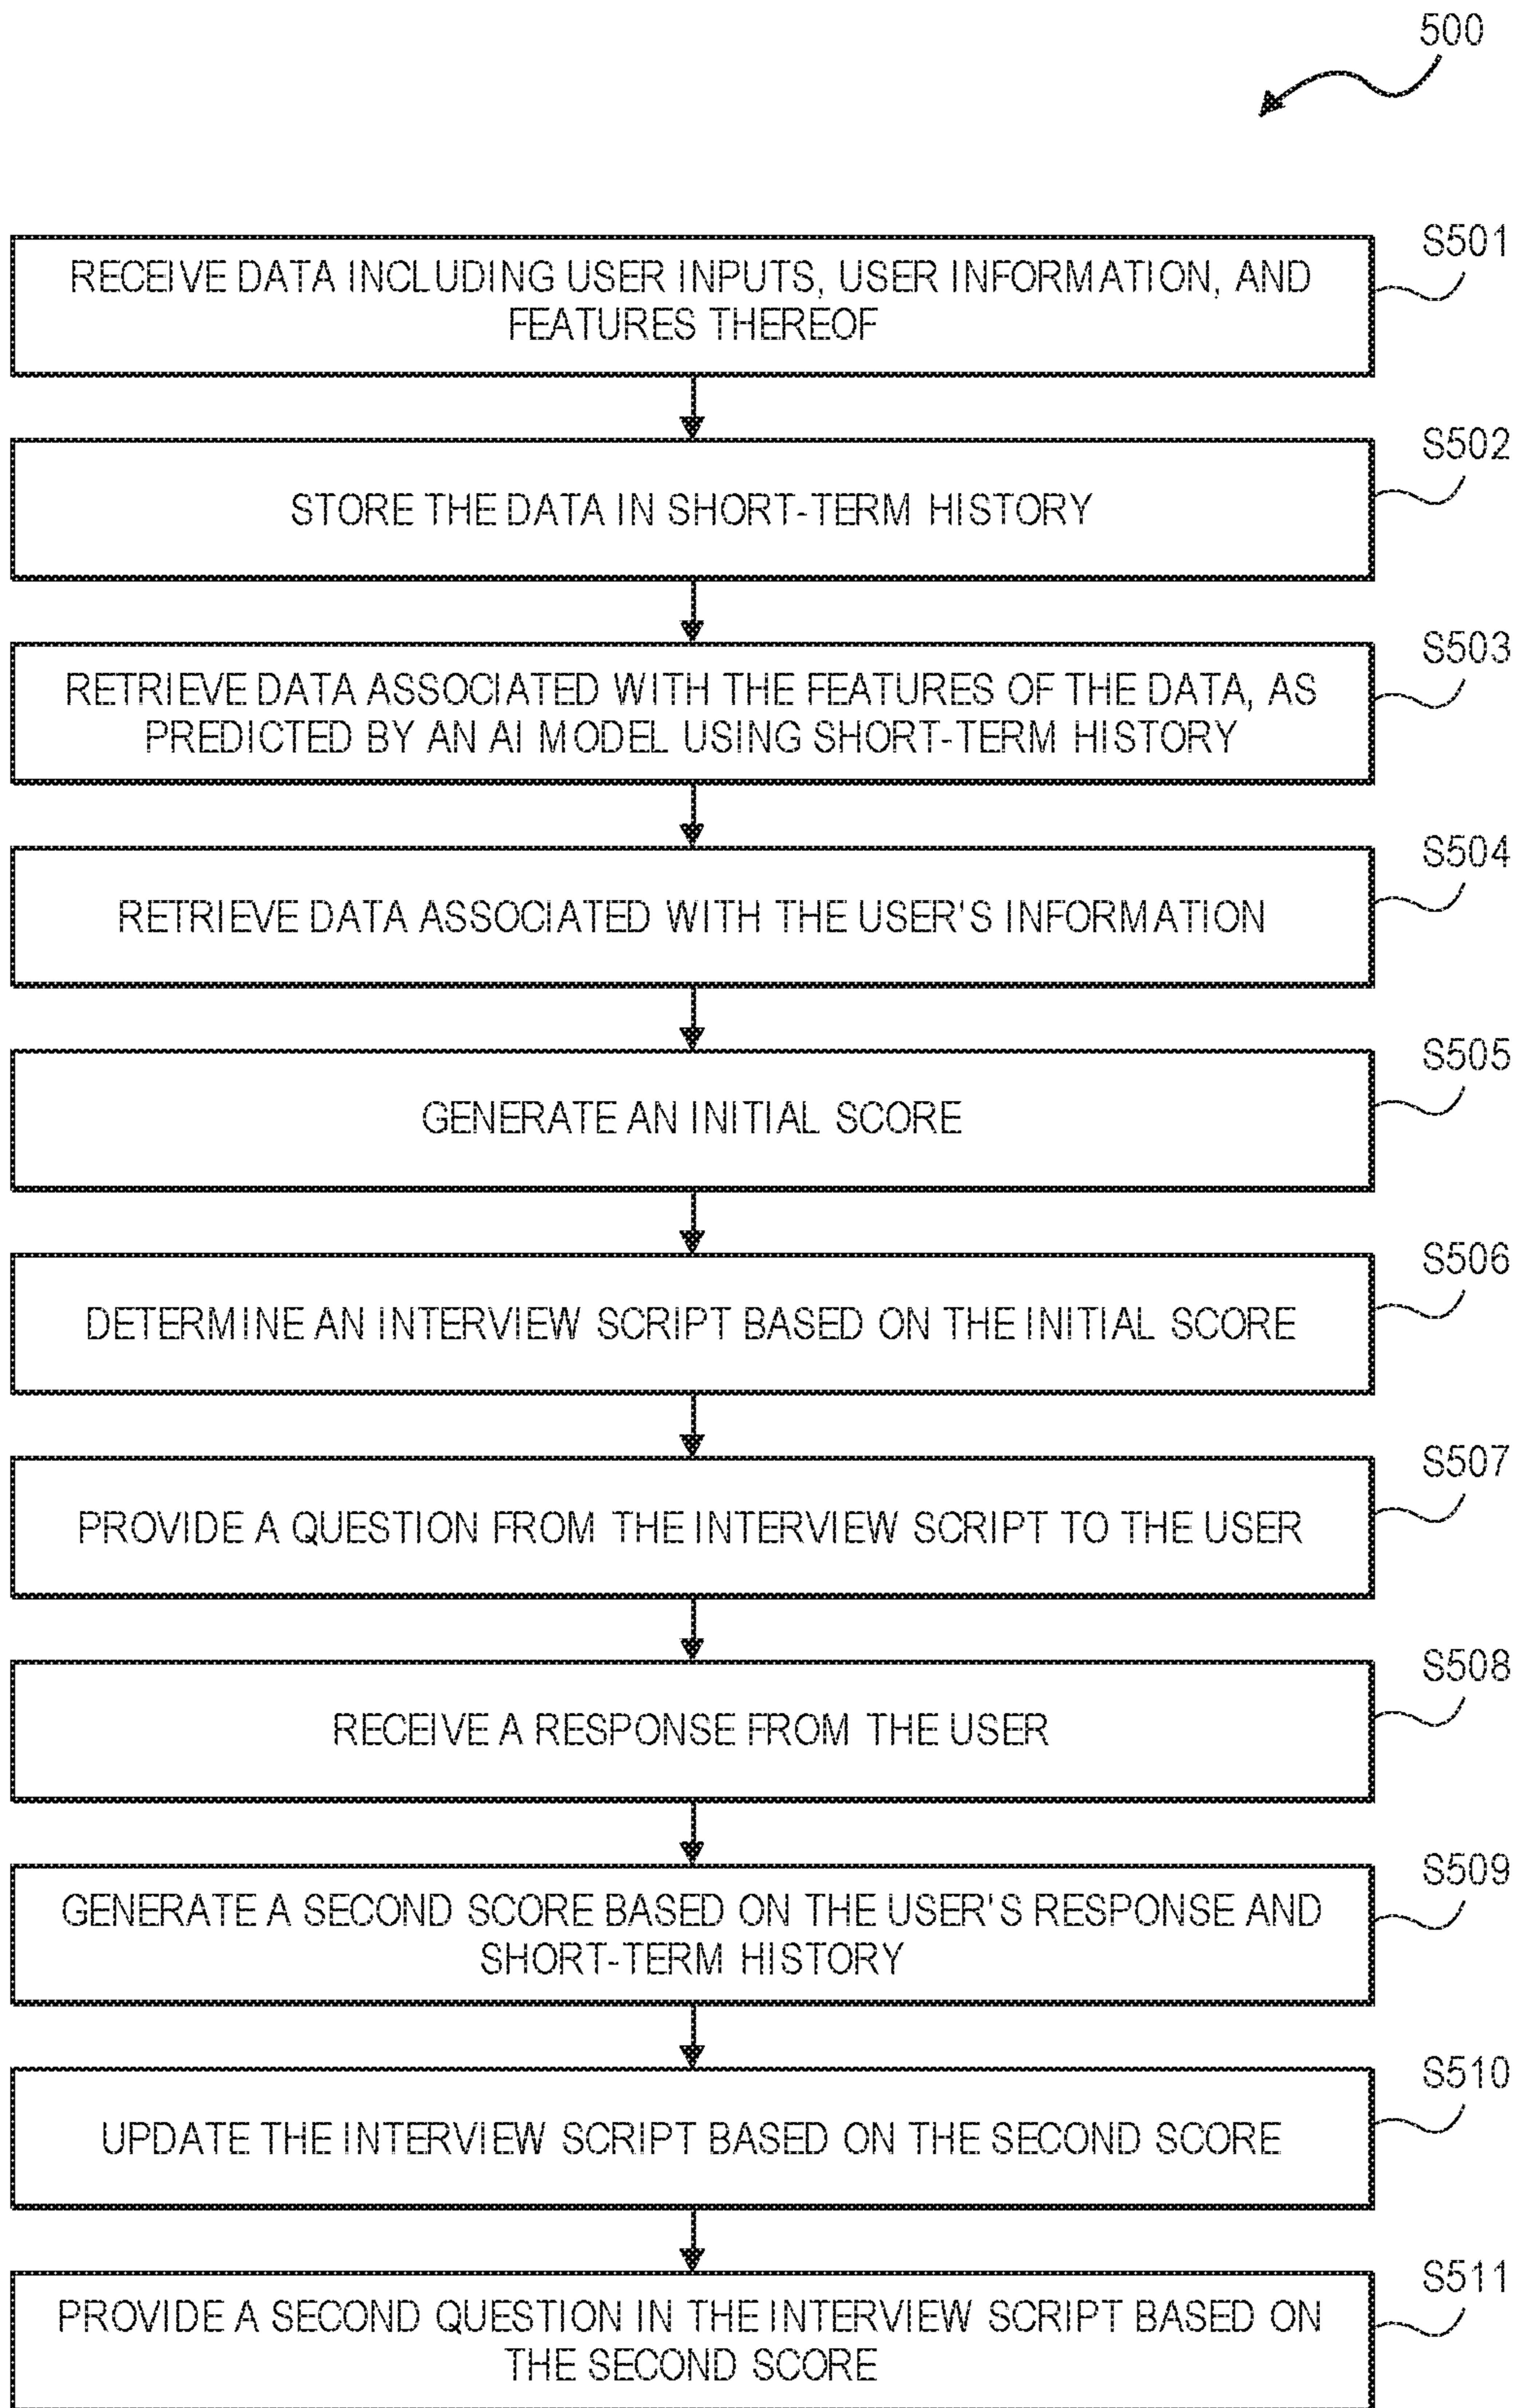 500
S501
RECEIVE DATA INCLUDING USER INPUTS, USER INFORMATION, AND
FEATURES THEREOF
S502
STORE THE DATA IN SHORT-TERM HISTORY
S503
RETRIEVE DATA ASSOCIATED WITH THE FEATURES OF THE DATA, AS
PREDICTED BY AN AI MODEL USING SHORT-TERM HISTORY
S504
RETRIEVE DATA ASSOCIATED WITH THE USER'S INFORMATION
S505
GENERATE AN INITIAL SCORE
S506
DETERMINE AN INTERVIEW SCRIPT BASED ON THE INITIAL SCORE
S507
PROVIDE A QUESTION FROM THE INTERVIEW SCRIPT TO THE USER
S508
RECEIVE A RESPONSE FROM THE USER
S509
GENERATE A SECOND SCORE BASED ON THE USER'S RESPONSE AND
SHORT-TERM HISTORY
S510
UPDATE THE INTERVIEW SCRIPT BASED ON THE SECOND SCORE
S511
PROVIDE A SECOND QUESTION IN THE INTERVIEW SCRIPT BASED ON
THE SECOND SCORE